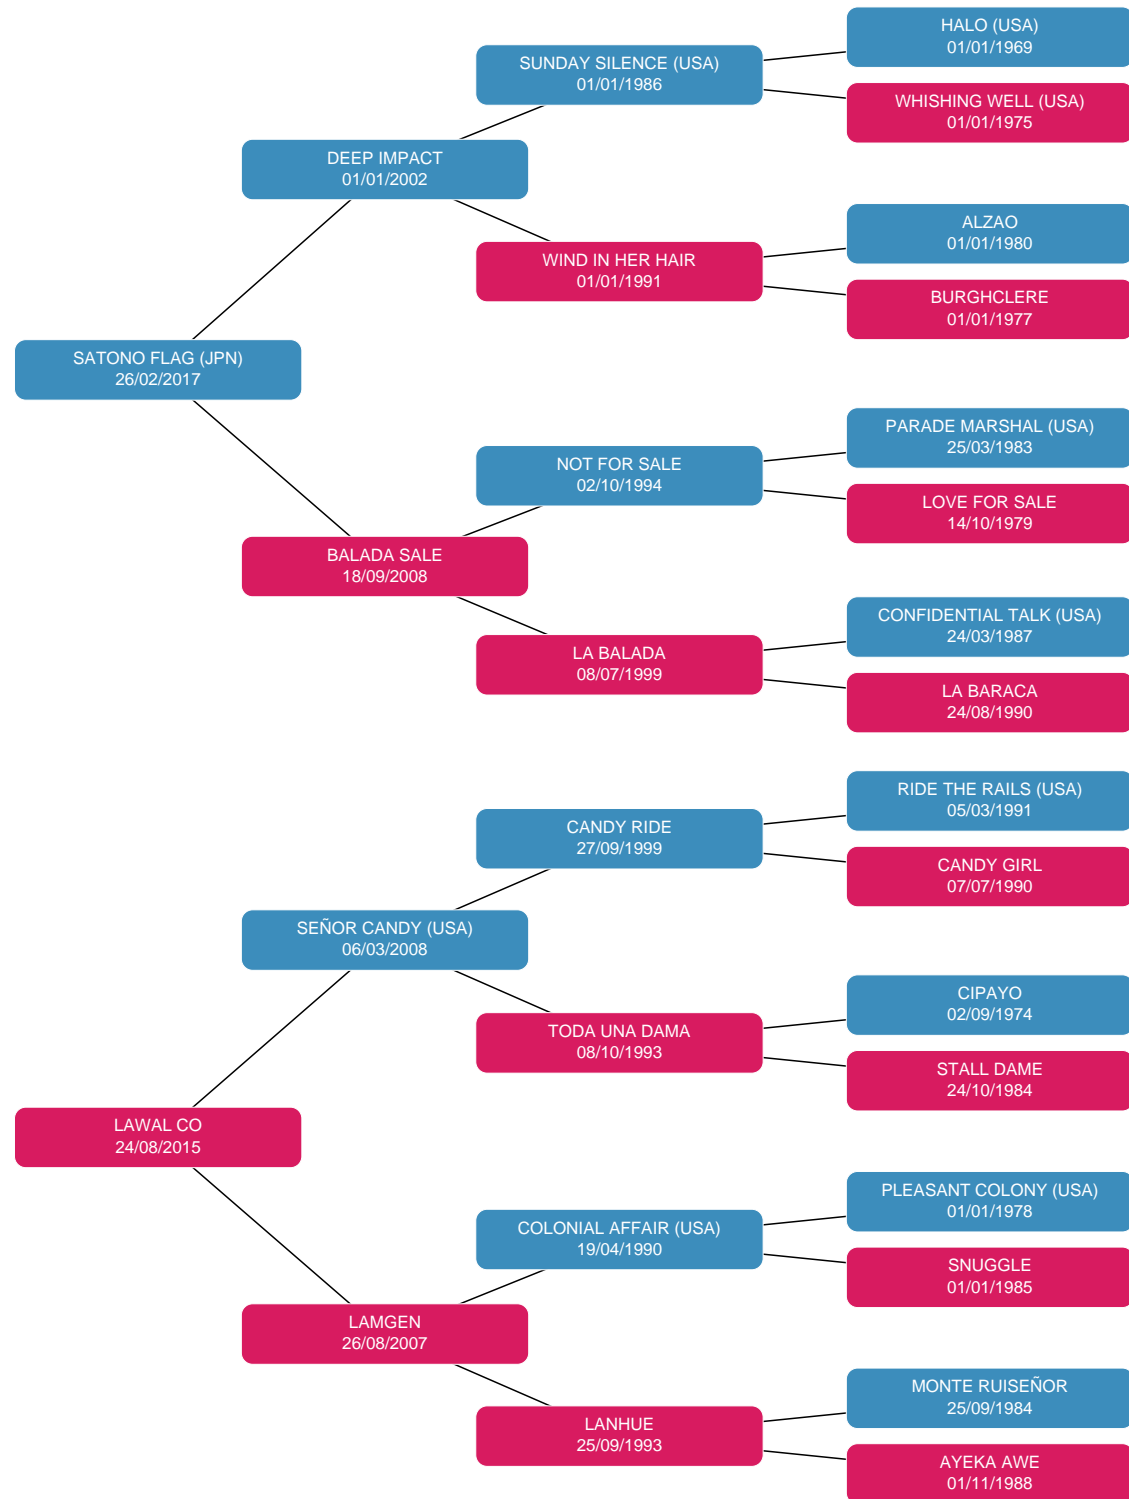 HALO (USA)
01/01/1969
SUNDAY SILENCE (USA)
01/01/1986
WHISHING WELL (USA)
01/01/1975
DEEP IMPACT
01/01/2002
ALZAO
01/01/1980
WIND IN HER HAIR
01/01/1991
BURGHCLERE
01/01/1977
SATONO FLAG (JPN)
26/02/2017
PARADE MARSHAL (USA)
25/03/1983
NOT FOR SALE
02/10/1994
LOVE FOR SALE
14/10/1979
BALADA SALE
18/09/2008
CONFIDENTIAL TALK (USA)
24/03/1987
LA BALADA
08/07/1999
LA BARACA
24/08/1990
RIDE THE RAILS (USA)
05/03/1991
CANDY RIDE
27/09/1999
CANDY GIRL
07/07/1990
SEÑOR CANDY (USA)
06/03/2008
CIPAYO
02/09/1974
TODA UNA DAMA
08/10/1993
STALL DAME
24/10/1984
LAWAL CO
24/08/2015
PLEASANT COLONY (USA)
01/01/1978
COLONIAL AFFAIR (USA)
19/04/1990
SNUGGLE
01/01/1985
LAMGEN
26/08/2007
MONTE RUISEÑOR
25/09/1984
LANHUE
25/09/1993
AYEKA AWE
01/11/1988